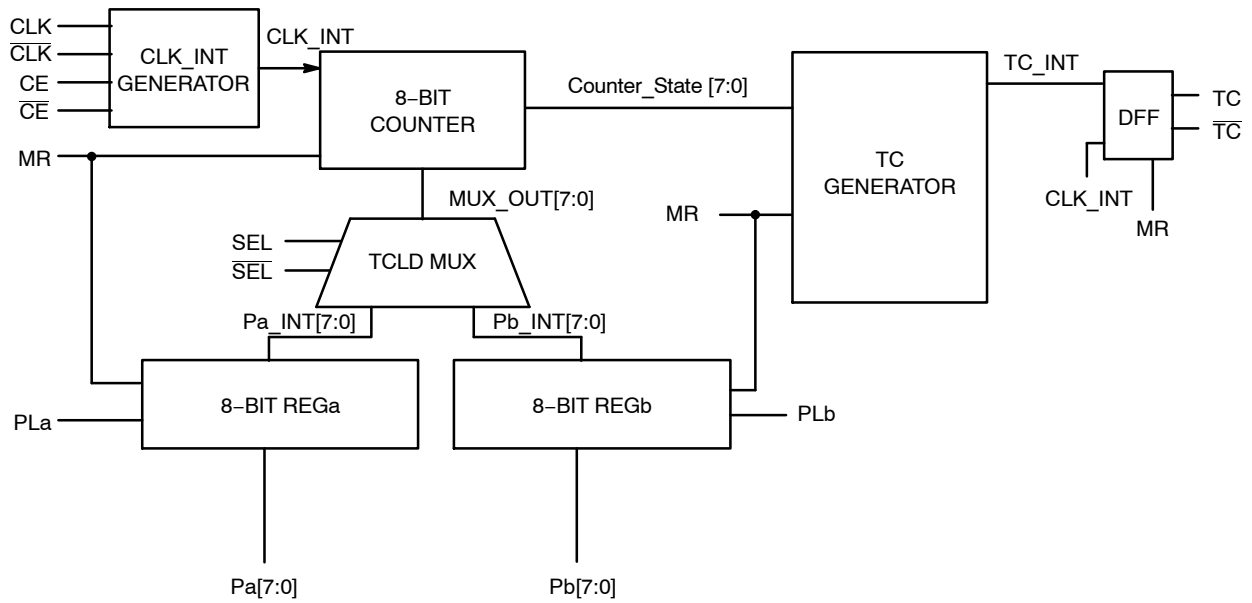 CLK
CLK
CE
CE
CLK_INT
GENERATOR
CLK_INT
8−BIT
COUNTER
Counter_State [7:0]
TC
GENERATOR
TC_INT
DFF
TC
TC
CLK_INT
MR
MR
MUX_OUT[7:0]
MR
SEL
SEL
TCLD MUX
Pa_INT[7:0]
Pb_INT[7:0]
8−BIT REGa
8−BIT REGb
PLa
PLb
Pa[7:0]
Pb[7:0]